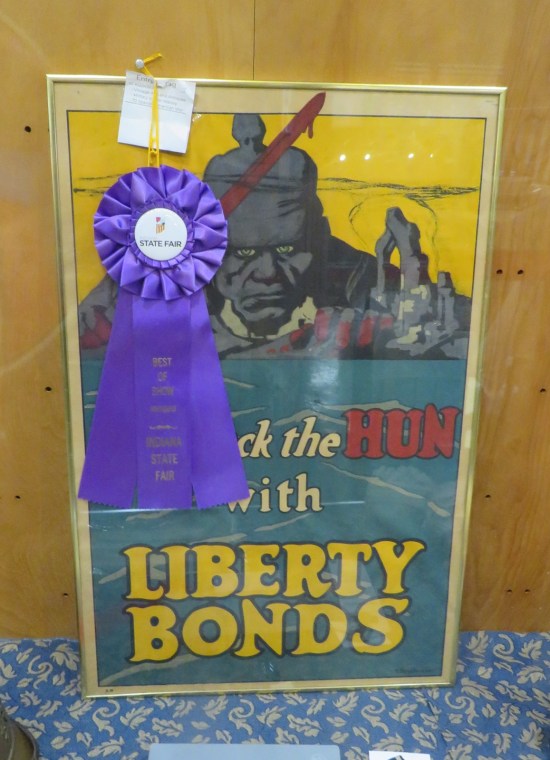 STATE FAIR
BEST
OF
SHOW
INDIANA
STATE
FAIR
ck the HUN
with
LIBERTY
BONDS